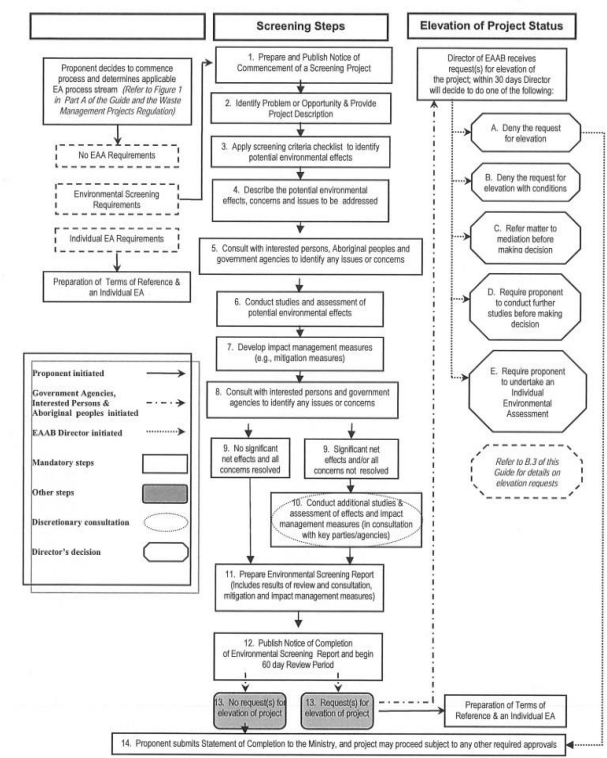 Screening Steps
Elevation of Project Status
Proponent decides to commence
process and determines applicable
EA process stream (Refer to Figure 1
in Part A of the Guide and the Waste
Management Projects Regulation)
No EAA Requirements
Environmental Screening
Requirements
Individual EA Requirements
Preparation of Terms of Reference &
an Individual EA
1. Prepare and Publish Notice of
Commencement of a Screening Project
2. Identify Problem or Opportunity & Provide
Project Description
3. Apply screening criteria checklist to identify
potential environmental effects
4. Describe the potential environmental
effects, concerns and issues to be addressed
5. Consult with interested persons, Aboriginal peoples and
government agencies to identify any issues or concerns
6. Conduct studies and assessment of
potential environmental effects
7. Develop impact management measures
(e.g., mitigation measures)
8. Consult with interested persons and government
agencies to identify any issues or concerns
9. No significant
net effects and all
concerns resolved
9. Significant net
effects and/or all
concerns not resolved
10. Conduct additional studies &
assessment of effects and impact
management measures (in consultation
with key parties/agencies)
11. Prepare Environmental Screening Report
(Includes results of review and consultation,
mitigation and impact management measures)
12. Publish Notice of Completion
of Environmental Screening Report and begin
60 day Review Period
13. No request(s) for
elevation of project
13. Request(s) for
elevation of project
Preparation of Terms of
Reference & an Individual EA
14. Proponent submits Statement of Completion to the Ministry, and project may proceed subject to any other required approvals
Director of EAAB receives
request(s) for elevation of
the project; within 30 days Director
will decide to do one of the following:
A. Deny the request
for elevation
B. Deny the request for
elevation with conditions
C. Refer matter to
mediation before
making decision
D. Require proponent
to conduct further
studies before making
decision
E. Require proponent
to undertake an
Individual
Environmental
Assessment
Refer to B.3 of this
Guide for details on
elevation requests
Proponent initiated
Government Agencies,
Interested Persons &
Aboriginal peoples initiated
EAAB Director initiated
Mandatory steps
Other steps
Discretionary consultation
Director's decision